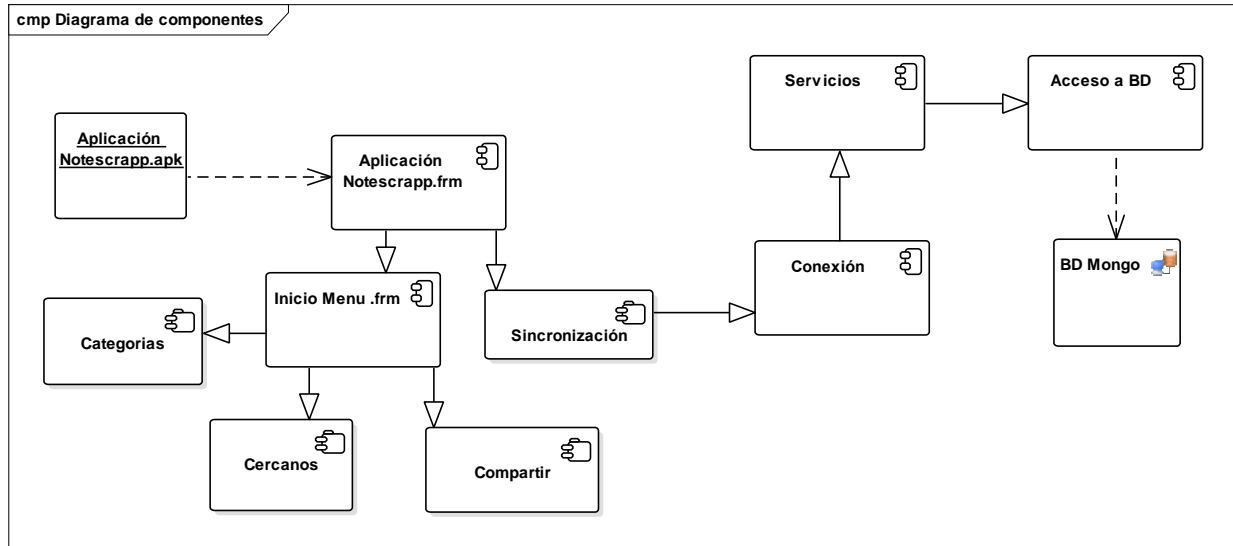 cmp Diagrama de componentes
Servicios
Acceso a BD
Aplicación
Notescrapp.apk
Aplicación
Notescrapp.frm
Conexión
BD Mongo
Inicio Menu .frm
Sincronización
Categorias
Cercanos
Compartir